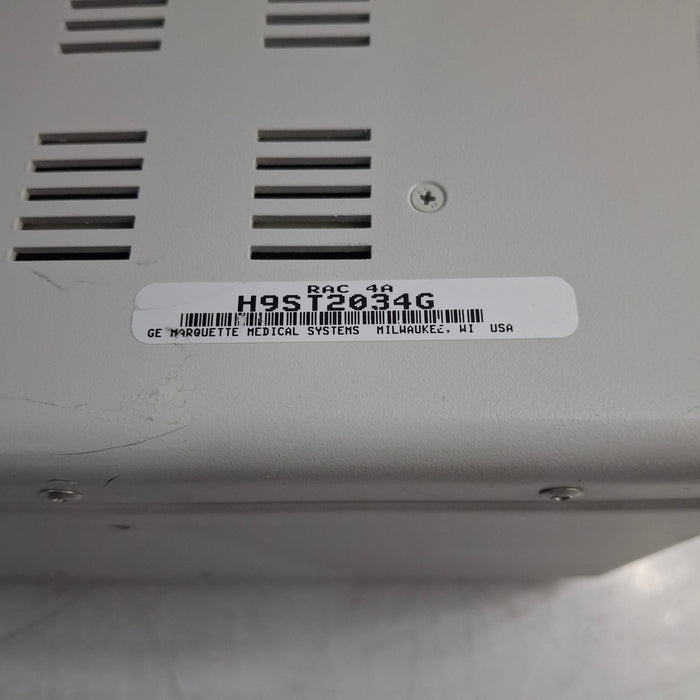 RAC 4A
H9ST2034G
GE MARQUETTE MEDICAL SYSTEMS MILWAUKEE, WI USA